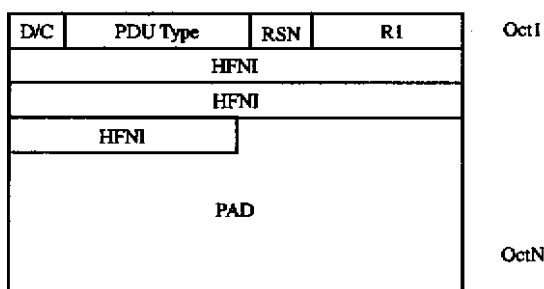 D/C PDU Type RSN R1 Oct1
HFNI
HFNI
HFNI
PAD
OctN